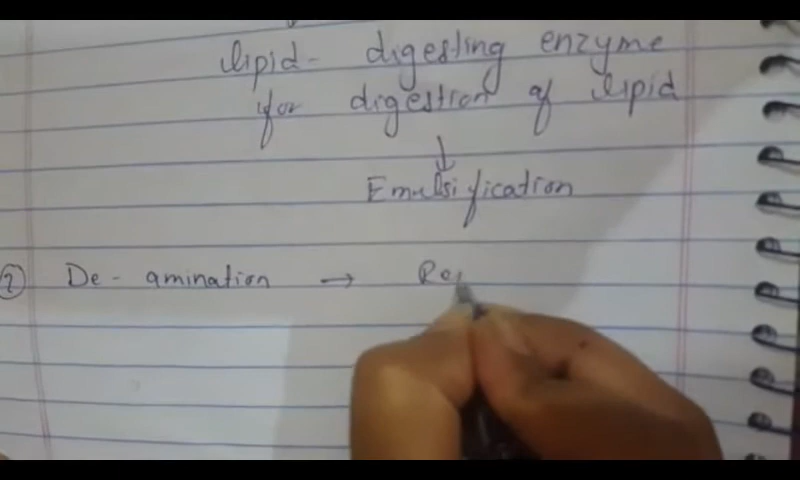 lipid- digesting enzyme
for digestion of lipid
↓
Emulsification
② De-amination →